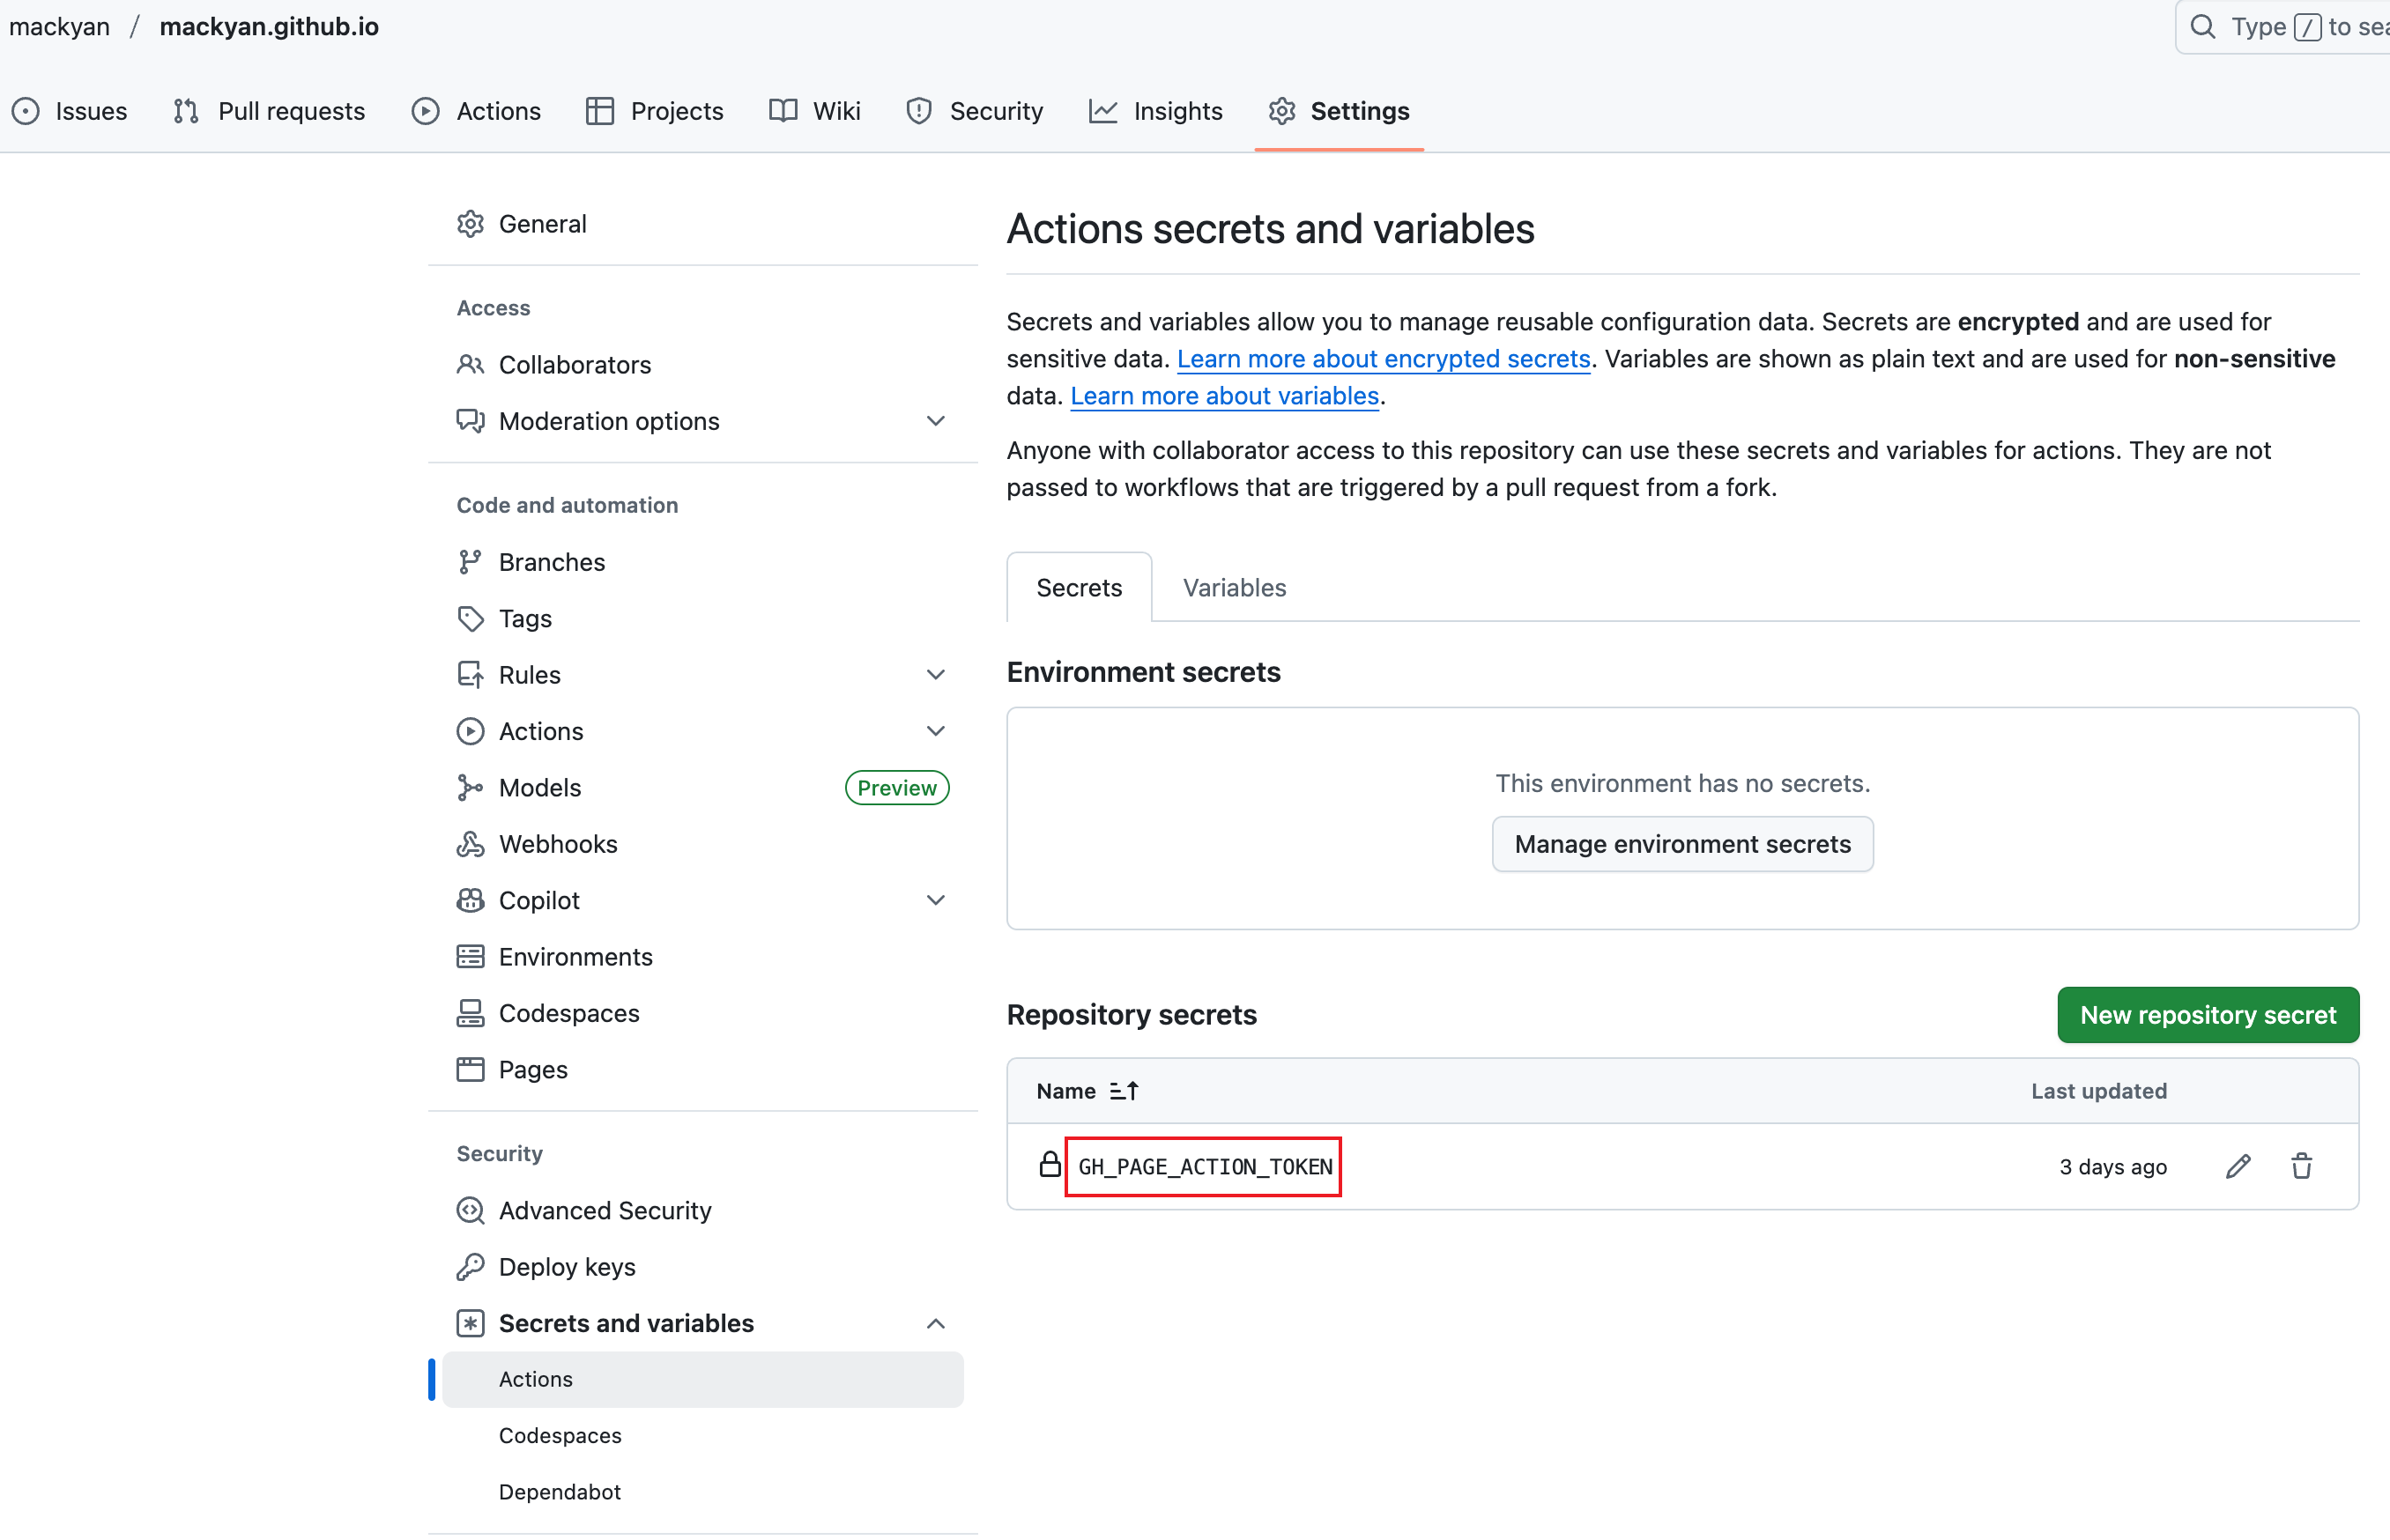 mackyan / mackyan.github.io
Type / to sea
Issues Pull requests Actions Projects Wiki Security Insights Settings
General
Access
Collaborators
Moderation options
Code and automation
Branches
Tags
Rules
Actions
Models Preview
Webhooks
Copilot
Environments
Codespaces
Pages
Security
Advanced Security
Deploy keys
Secrets and variables
Actions
Codespaces
Dependabot
Actions secrets and variables
Secrets and variables allow you to manage reusable configuration data. Secrets are encrypted and are used for
sensitive data. Learn more about encrypted secrets. Variables are shown as plain text and are used for non-sensitive
data. Learn more about variables.
Anyone with collaborator access to this repository can use these secrets and variables for actions. They are not
passed to workflows that are triggered by a pull request from a fork.
Secrets Variables
Environment secrets
This environment has no secrets.
Manage environment secrets
Repository secrets New repository secret
Name Last updated
GH_PAGE_ACTION_TOKEN 3 days ago